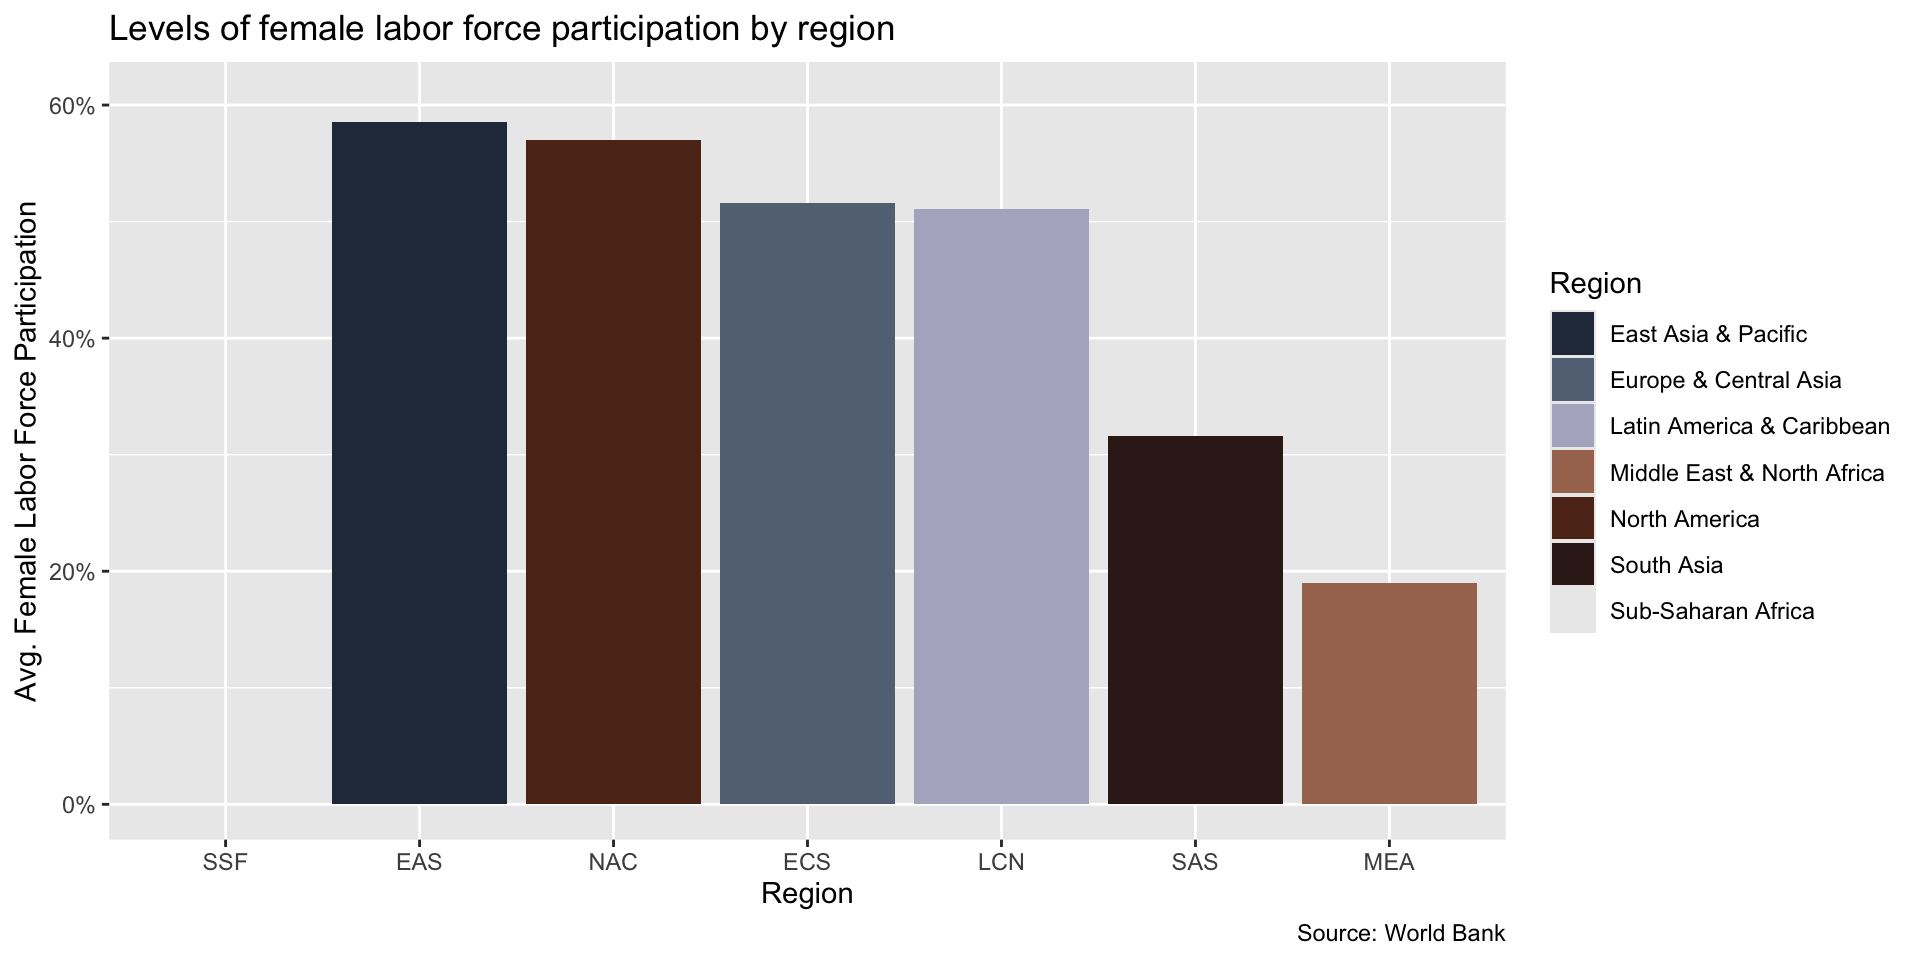 Levels of female labor force participation by region
Avg. Female Labor Force Participation
60%
40%
20%
0%
SSF EAS NAC ECS LCN SAS MEA
Region
Source: World Bank
Region
East Asia & Pacific
Europe & Central Asia
Latin America & Caribbean
Middle East & North Africa
North America
South Asia
Sub-Saharan Africa